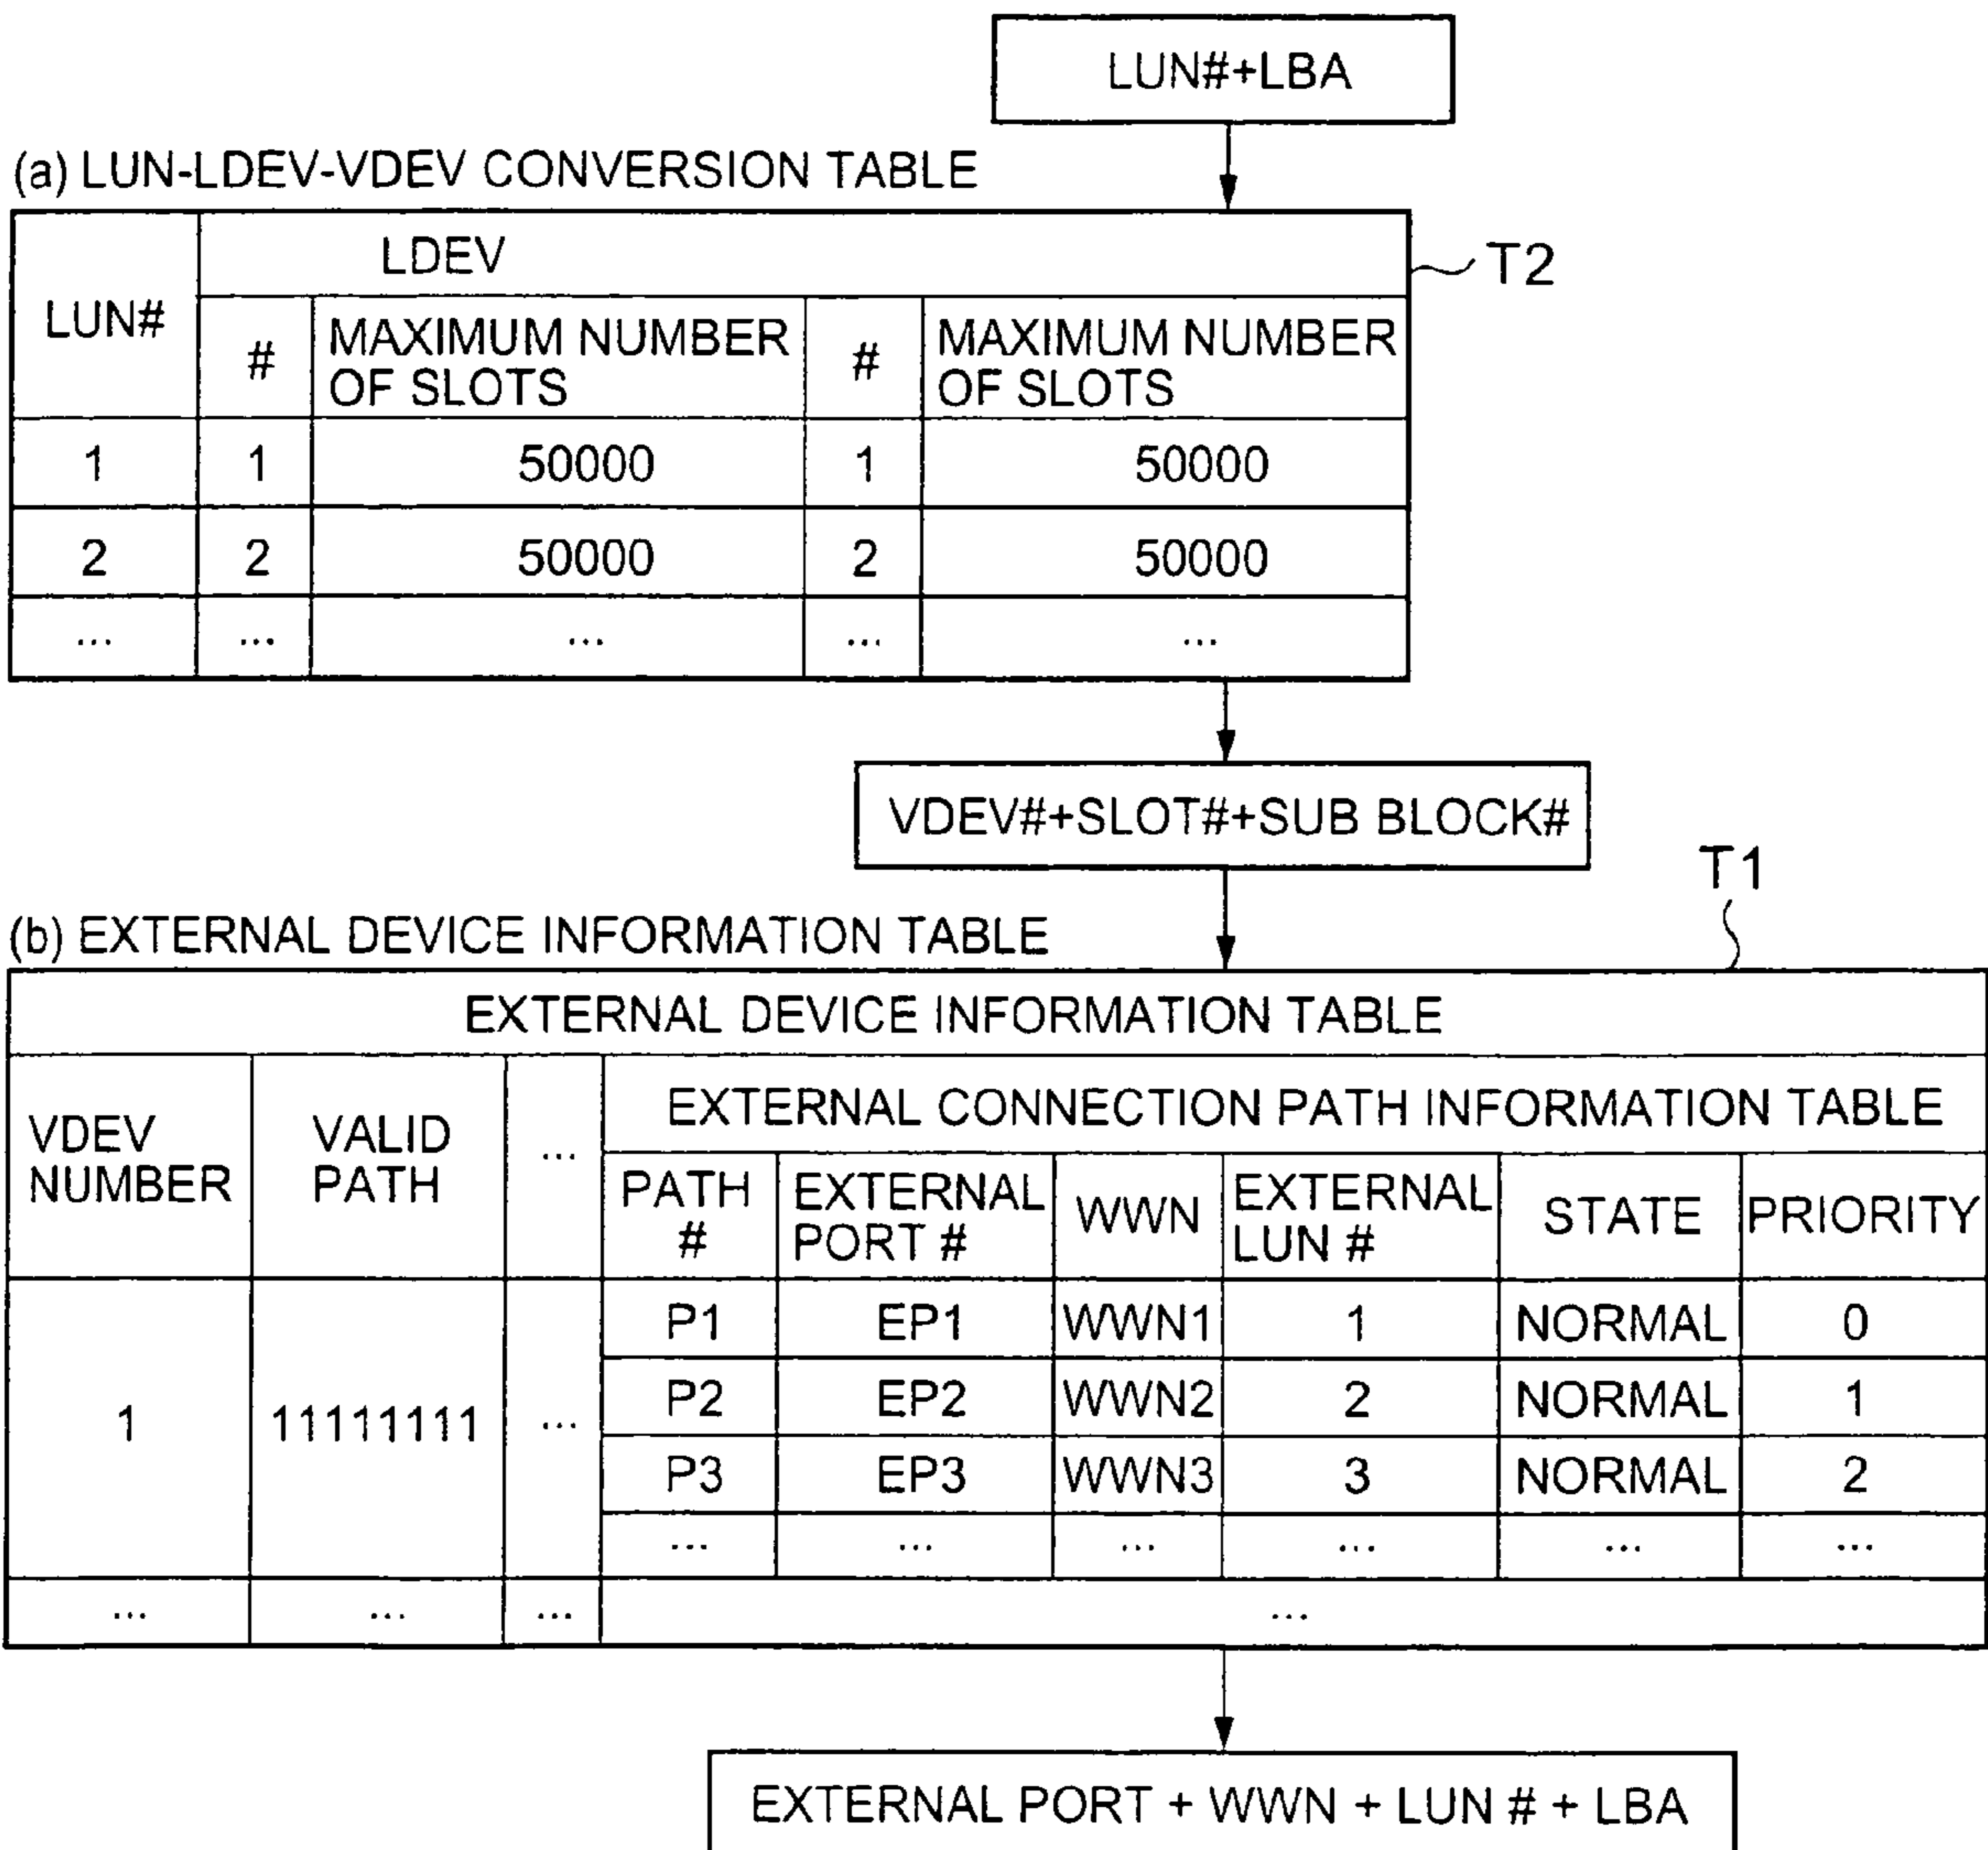 LUN#+LBA
(a) LUN-LDEV-VDEV CONVERSION TABLE
T2
LUN#
LDEV
#
MAXIMUM NUMBER
OF SLOTS
#
MAXIMUM NUMBER
OF SLOTS
1 1 50000 1 50000
2 2 50000 2 50000
... ... ... ... ...
VDEV#+SLOT#+SUB BLOCK#
T1
(b) EXTERNAL DEVICE INFORMATION TABLE
EXTERNAL DEVICE INFORMATION TABLE
VDEV
NUMBER
VALID
PATH
...
EXTERNAL CONNECTION PATH INFORMATION TABLE
PATH
#
EXTERNAL
PORT #
WWN
EXTERNAL
LUN #
STATE
PRIORITY
1 11111111 ...
P1 EP1 WWN1 1 NORMAL 0
P2 EP2 WWN2 2 NORMAL 1
P3 EP3 WWN3 3 NORMAL 2
... ... ... ... ... ...
... ... ... ...
EXTERNAL PORT + WWN + LUN # + LBA